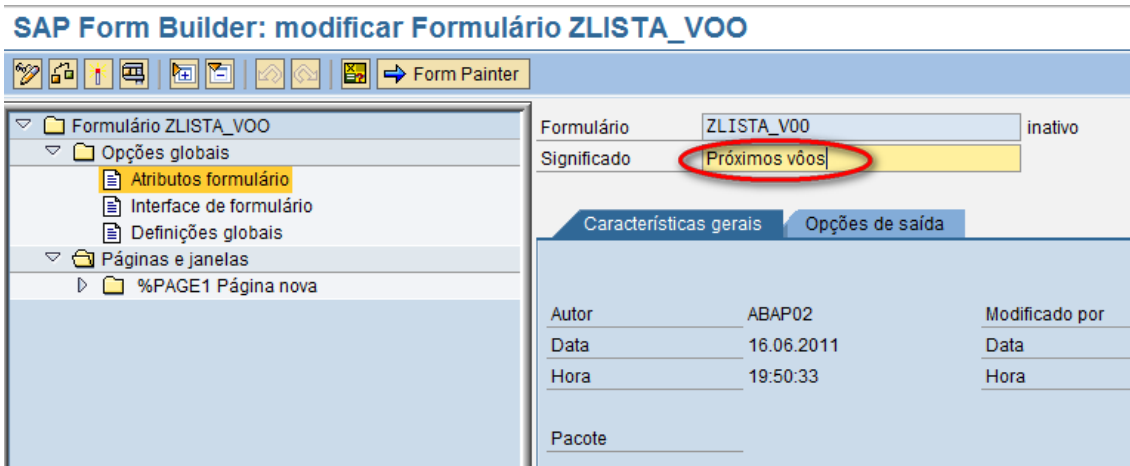 SAP Form Builder: modificar Formulário ZLISTA_VOO
Form Painter
Formulário ZLISTA_VOO
Opções globais
Atributos formulário
Interface de formulário
Definições globais
Páginas e janelas
%PAGE1 Página nova
Formulário ZLISTA_VOO inativo
Significado Próximos vôos
Características gerais Opções de saída
Autor ABAP02 Modificado por
Data 16.06.2011 Data
Hora 19:50:33 Hora
Pacote